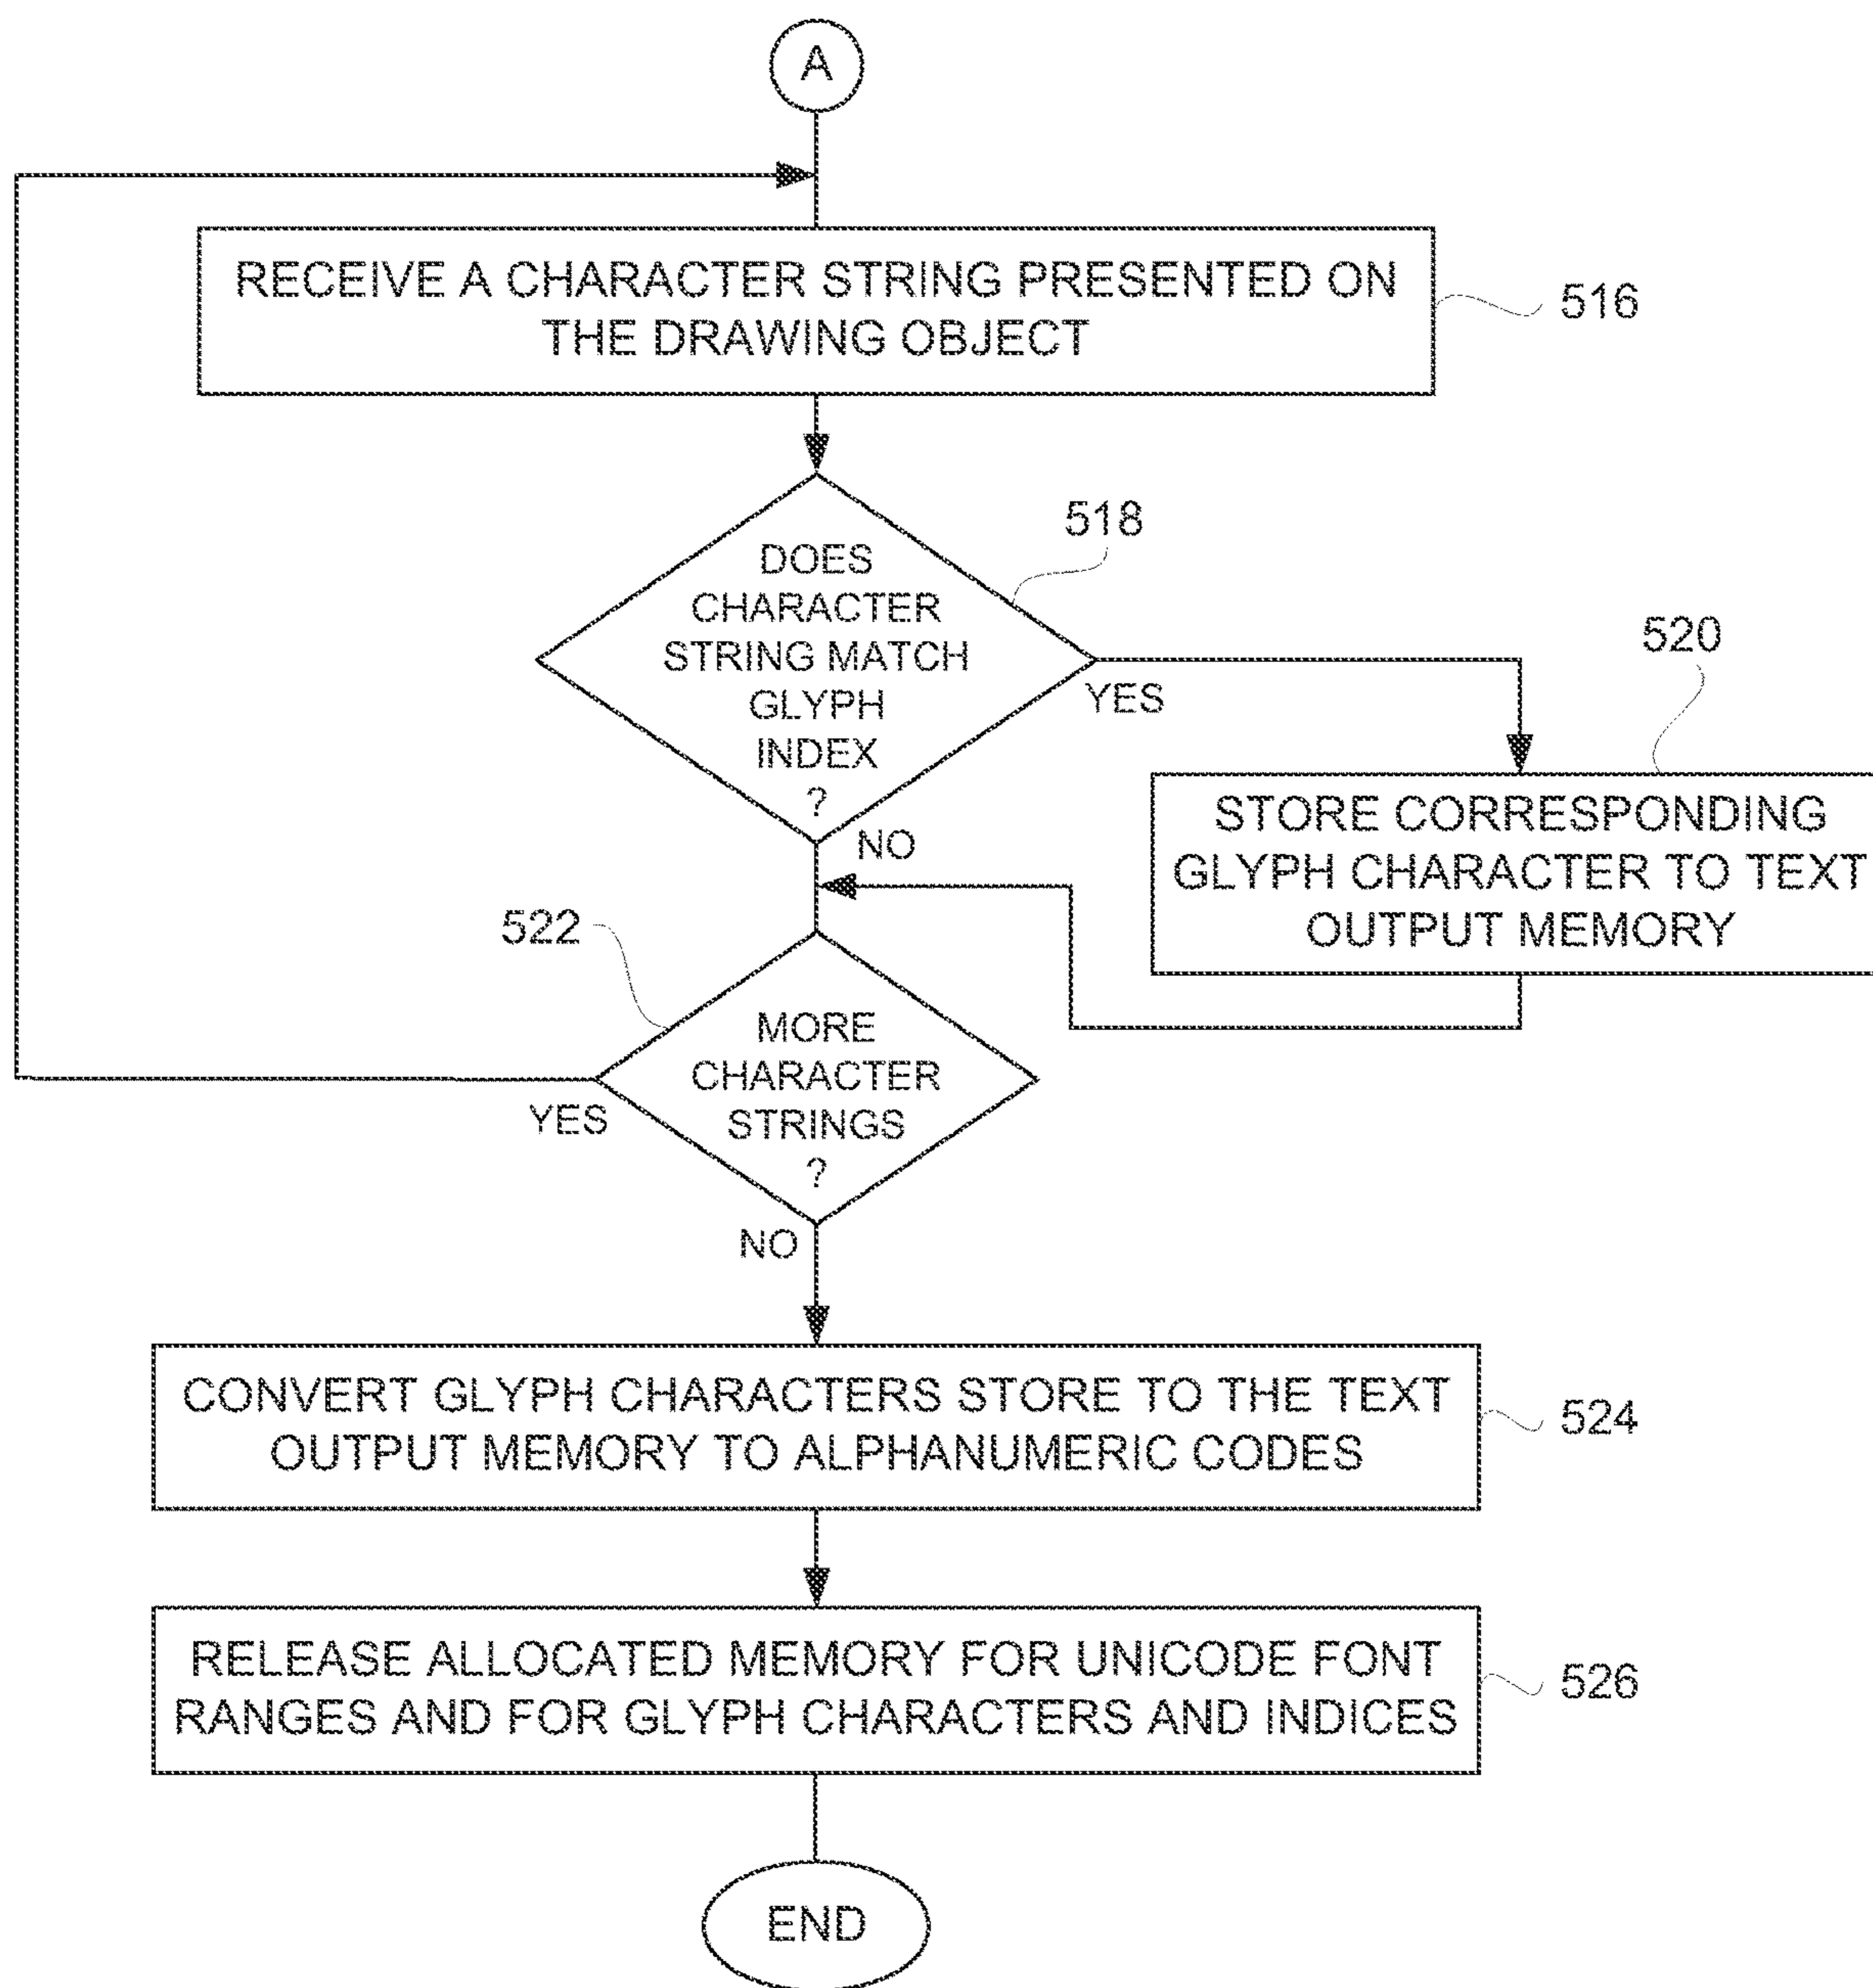 A
RECEIVE A CHARACTER STRING PRESENTED ON
THE DRAWING OBJECT
516
DOES
CHARACTER
STRING MATCH
GLYPH
INDEX
?
518
YES
NO
520
STORE CORRESPONDING
GLYPH CHARACTER TO TEXT
OUTPUT MEMORY
522
MORE
CHARACTER
STRINGS
?
YES
NO
CONVERT GLYPH CHARACTERS STORE TO THE TEXT
OUTPUT MEMORY TO ALPHANUMERIC CODES
524
RELEASE ALLOCATED MEMORY FOR UNICODE FONT
RANGES AND FOR GLYPH CHARACTERS AND INDICES
526
END